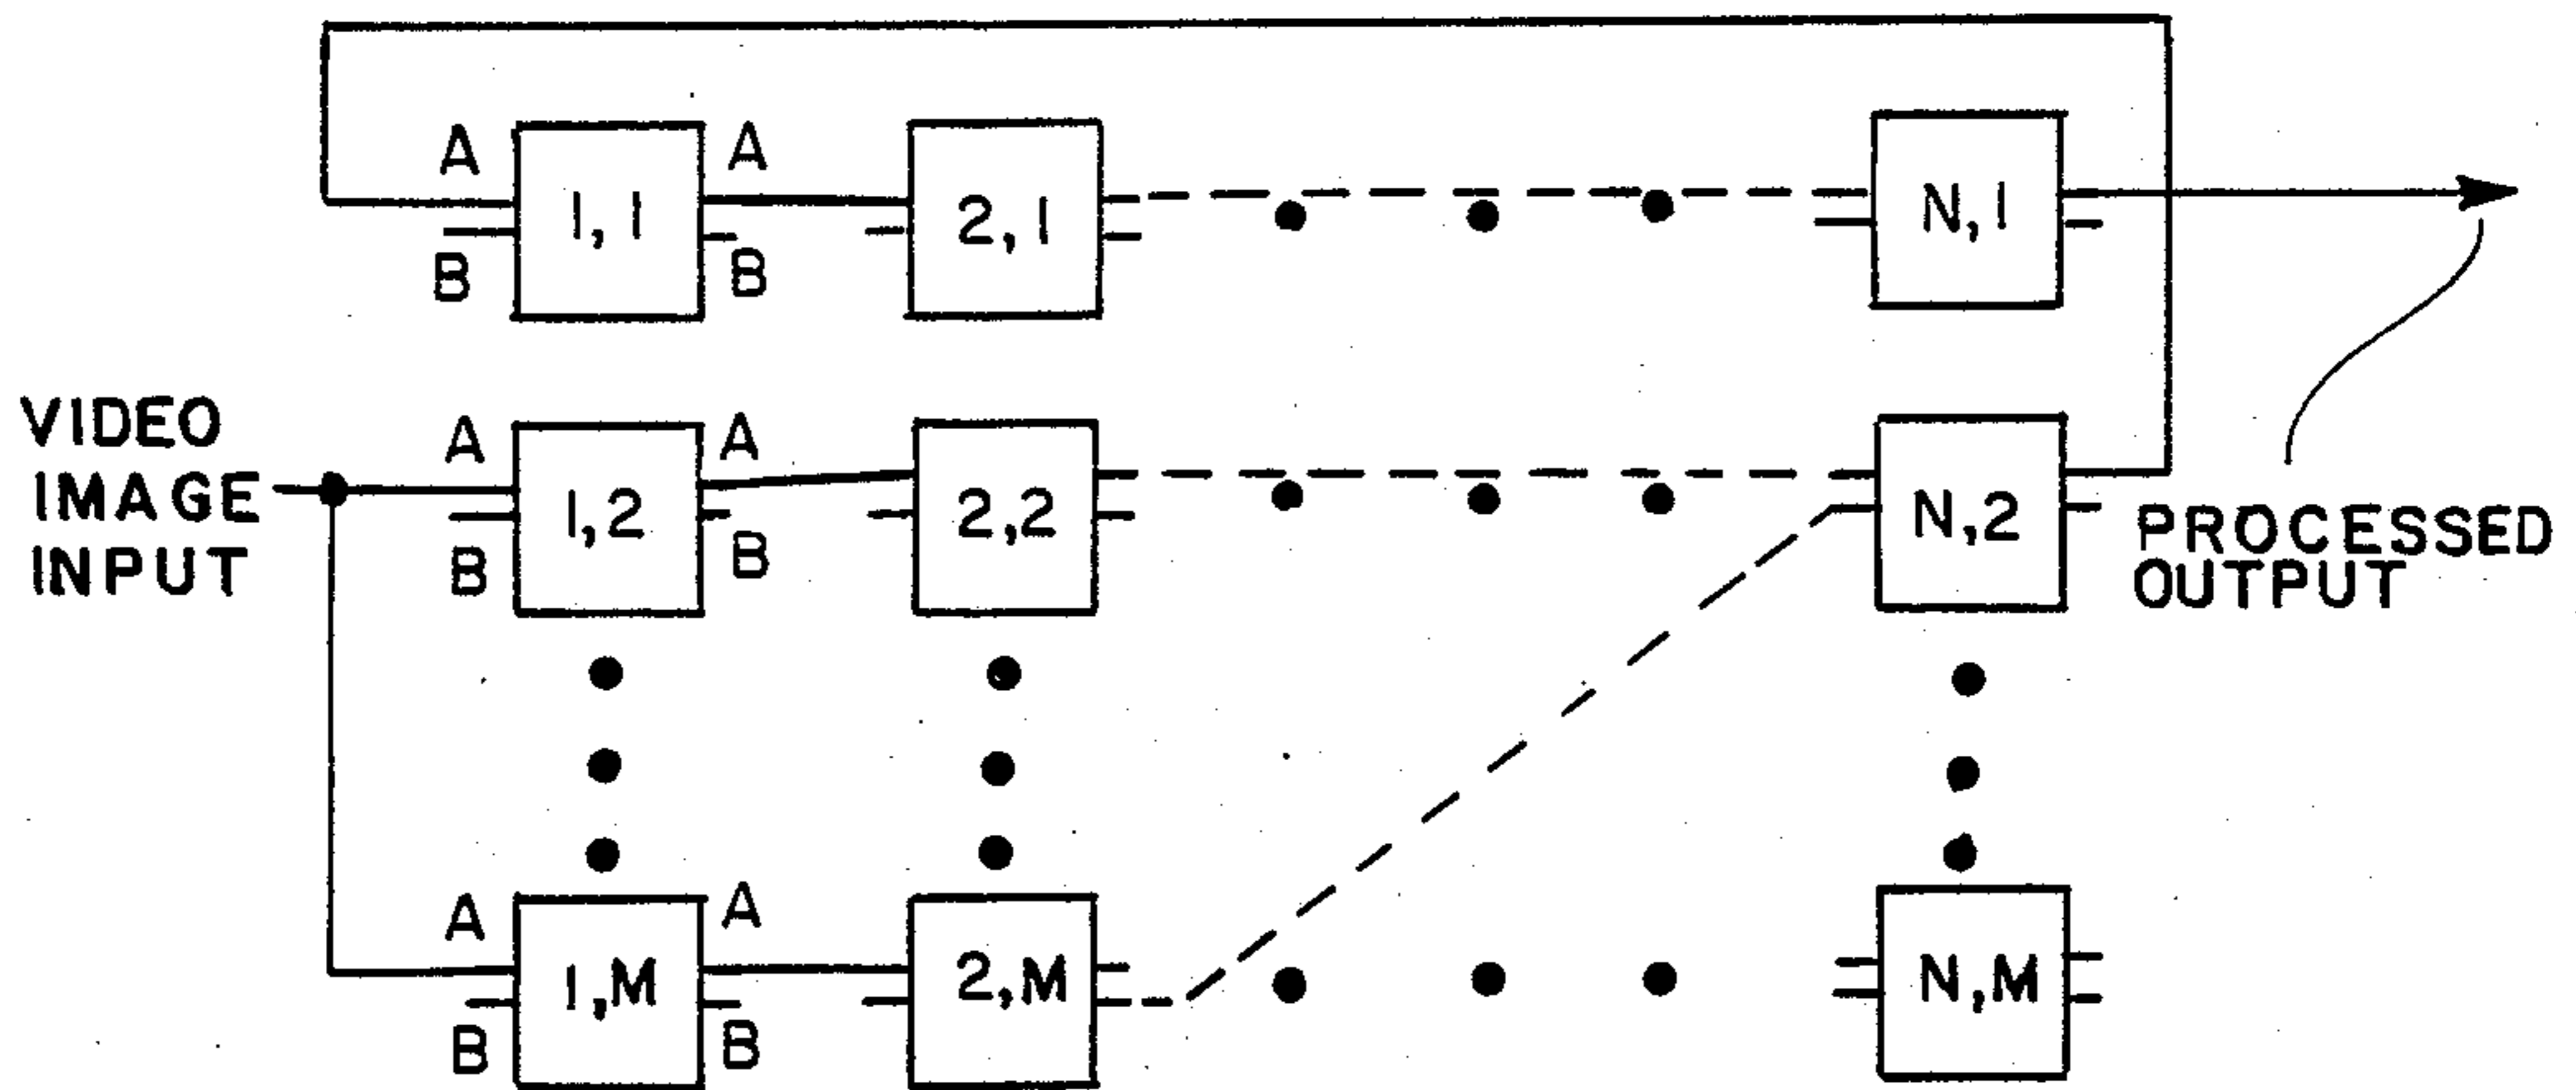 A
A
1,1
2,1
N,1
B
B
VIDEO
IMAGE
INPUT
A
A
1,2
2,2
N,2
B
B
PROCESSED
OUTPUT
A
A
1,M
2,M
N,M
B
B